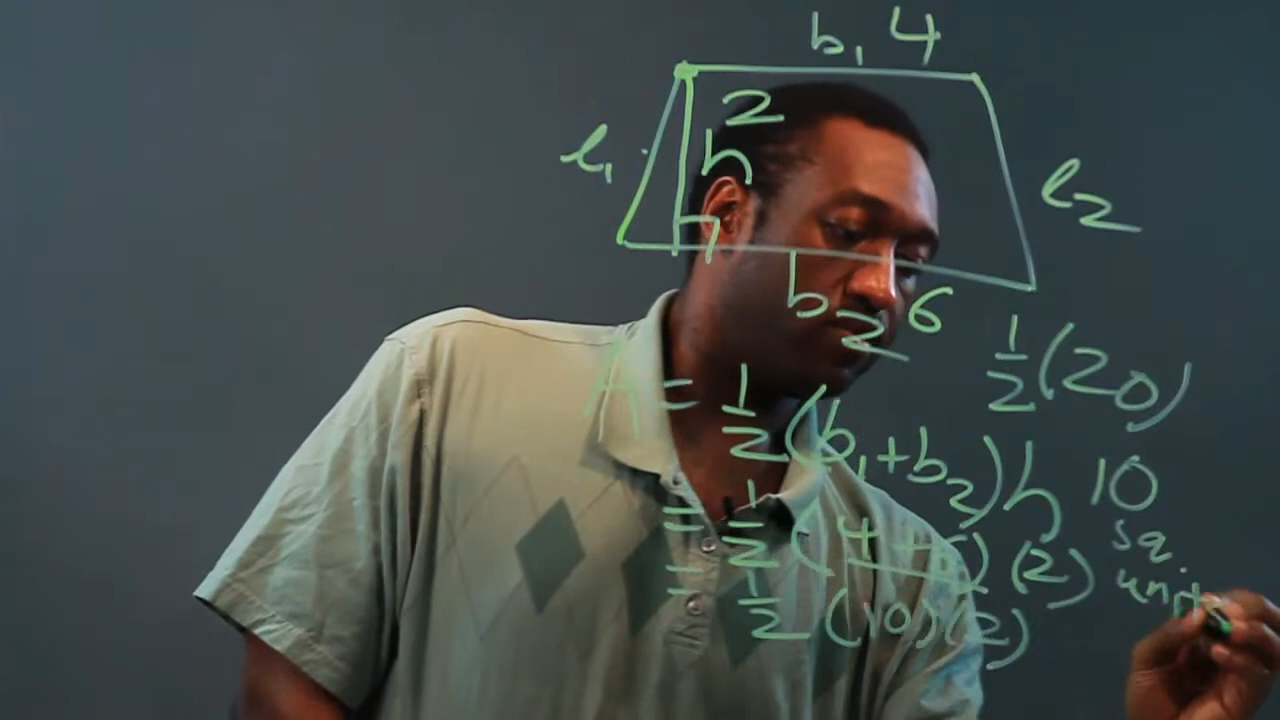 b₁ 4
2
h
l₁
l₂
b₂ 6
1/2(20)
A = 1/2(b₁+b₂)h
10
sq.
units
= 1/2(4+6)(2)
= 1/2(10)(2)